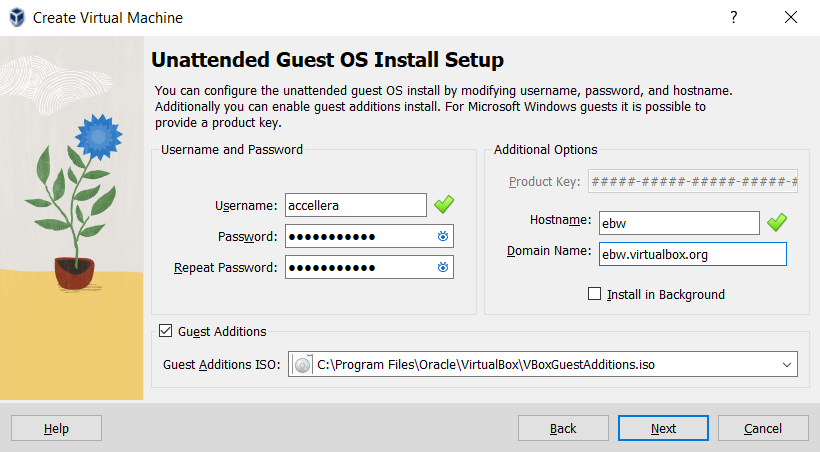 Create Virtual Machine
Unattended Guest OS Install Setup
You can configure the unattended guest OS install by modifying username, password, and hostname.
Additionally you can enable guest additions install. For Microsoft Windows guests it is possible to
provide a product key.
Username and Password
Username: accellera
Password: ●●●●●●●●●●●
Repeat Password: ●●●●●●●●●●●
Additional Options
Product Key: #####-#####-#####-#####-#
Hostname: ebw
Domain Name: ebw.virtualbox.org
Install in Background
Guest Additions
Guest Additions ISO: C:\Program Files\Oracle\VirtualBox\VBoxGuestAdditions.iso
Help Back Next Cancel